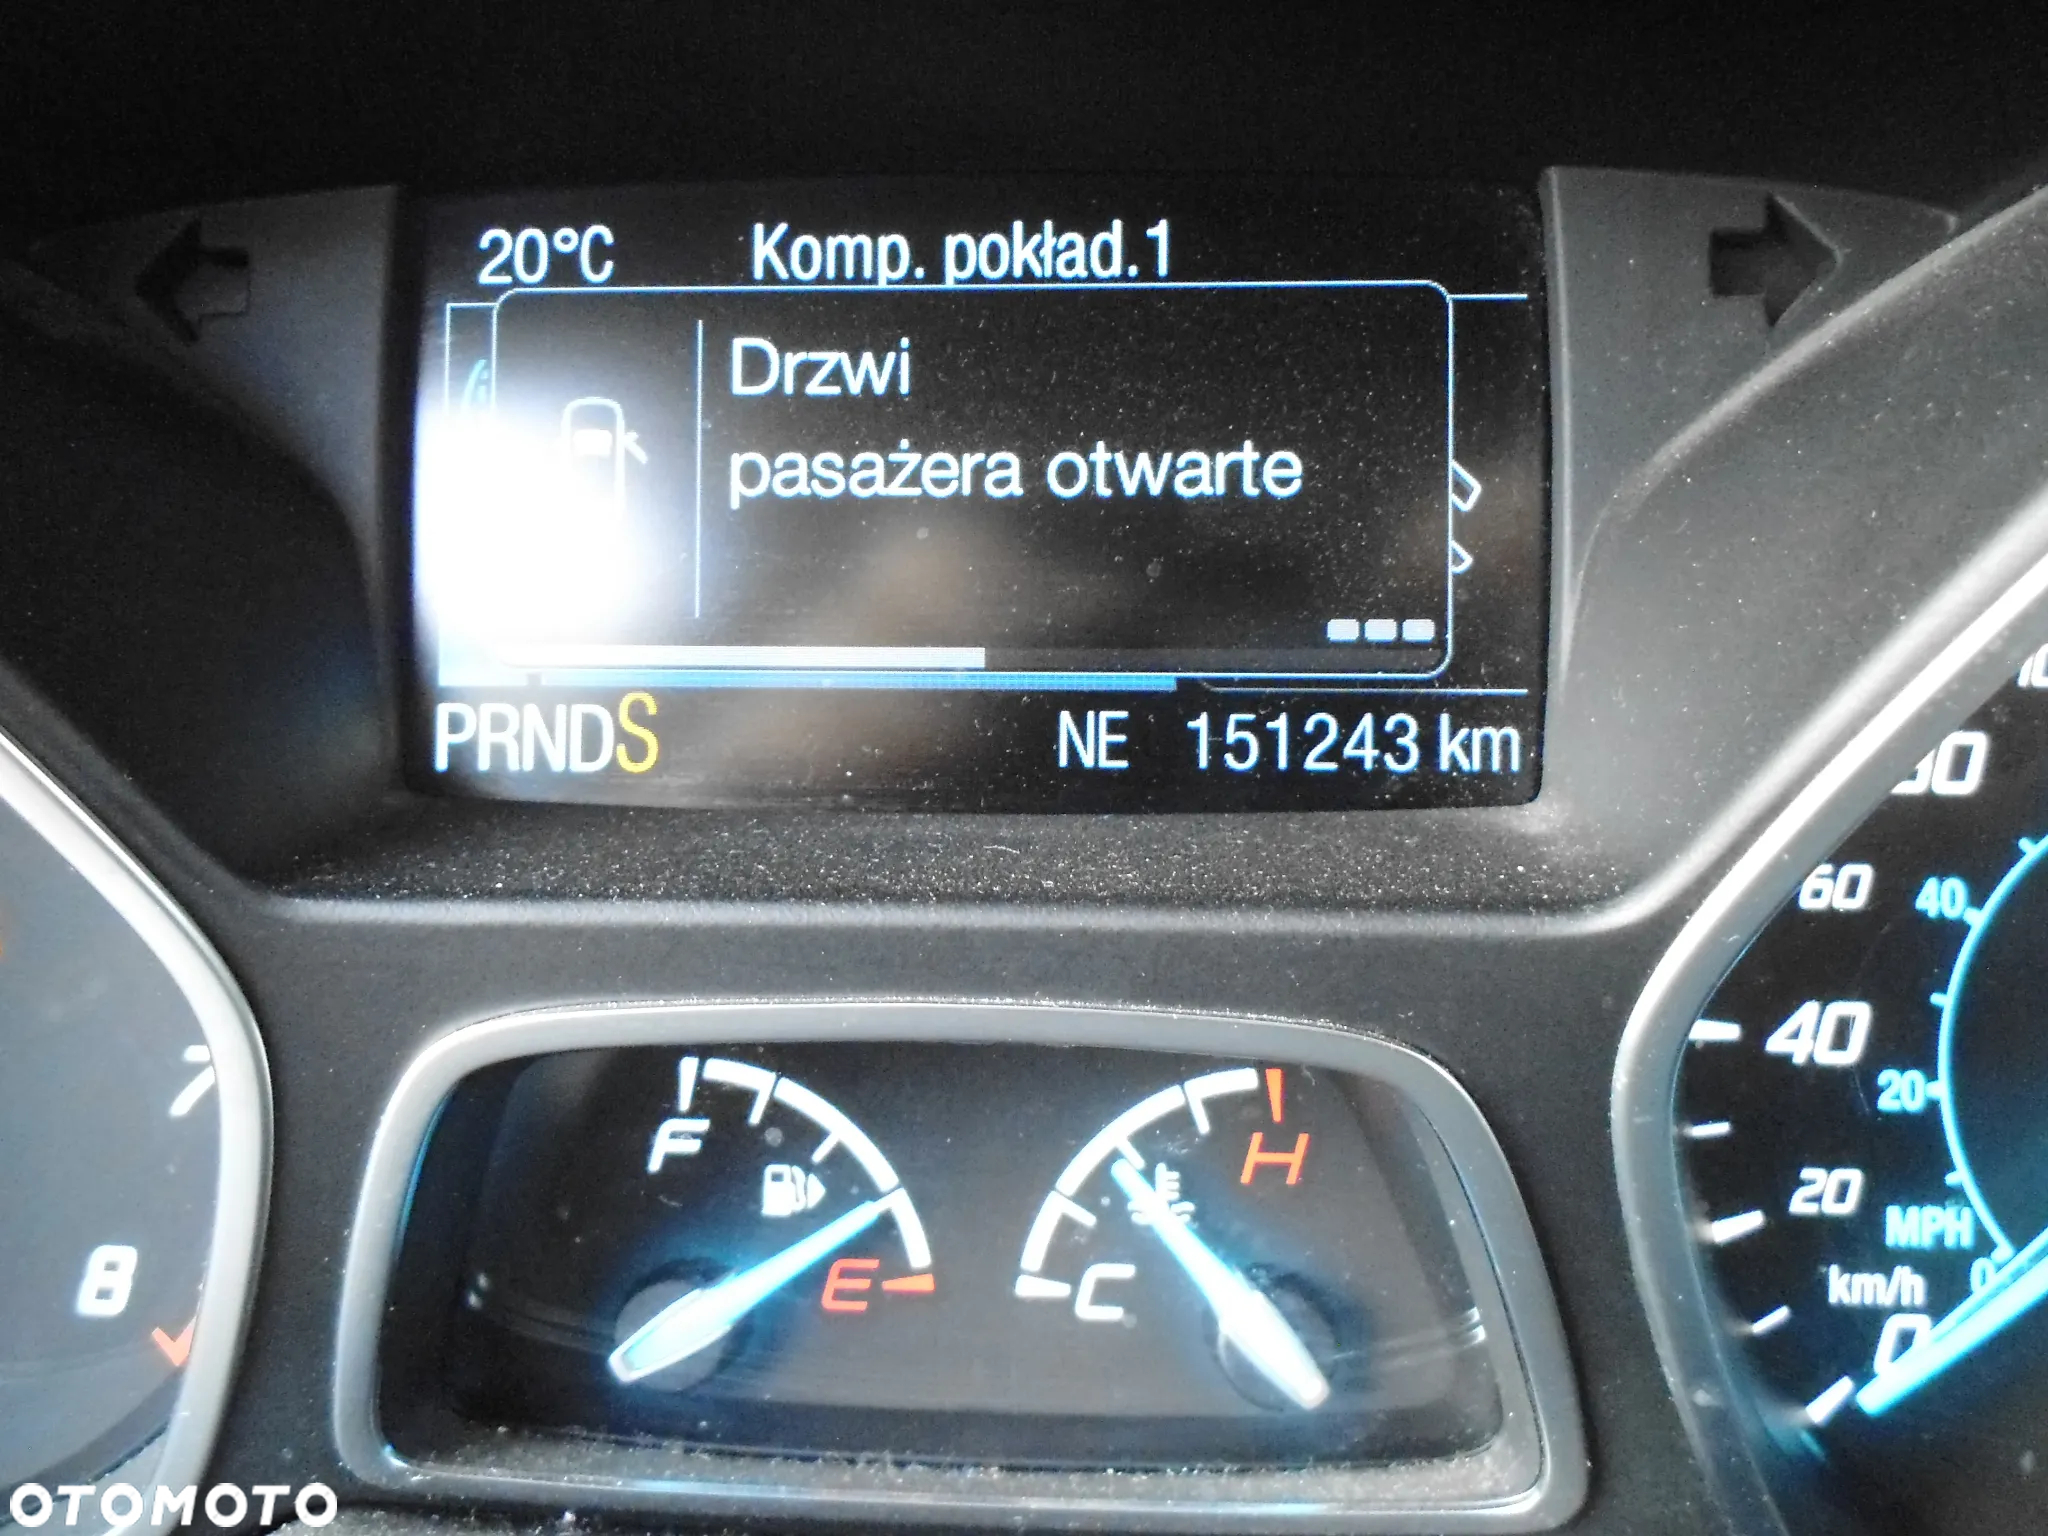 20°C Komp. pokład.1
Drzwi
pasażera otwarte
PRNDS NE 151243 km
7
8
F
E
C
H
60
40
20
km/h
0
40
20
MPH
0
OTOMOTO